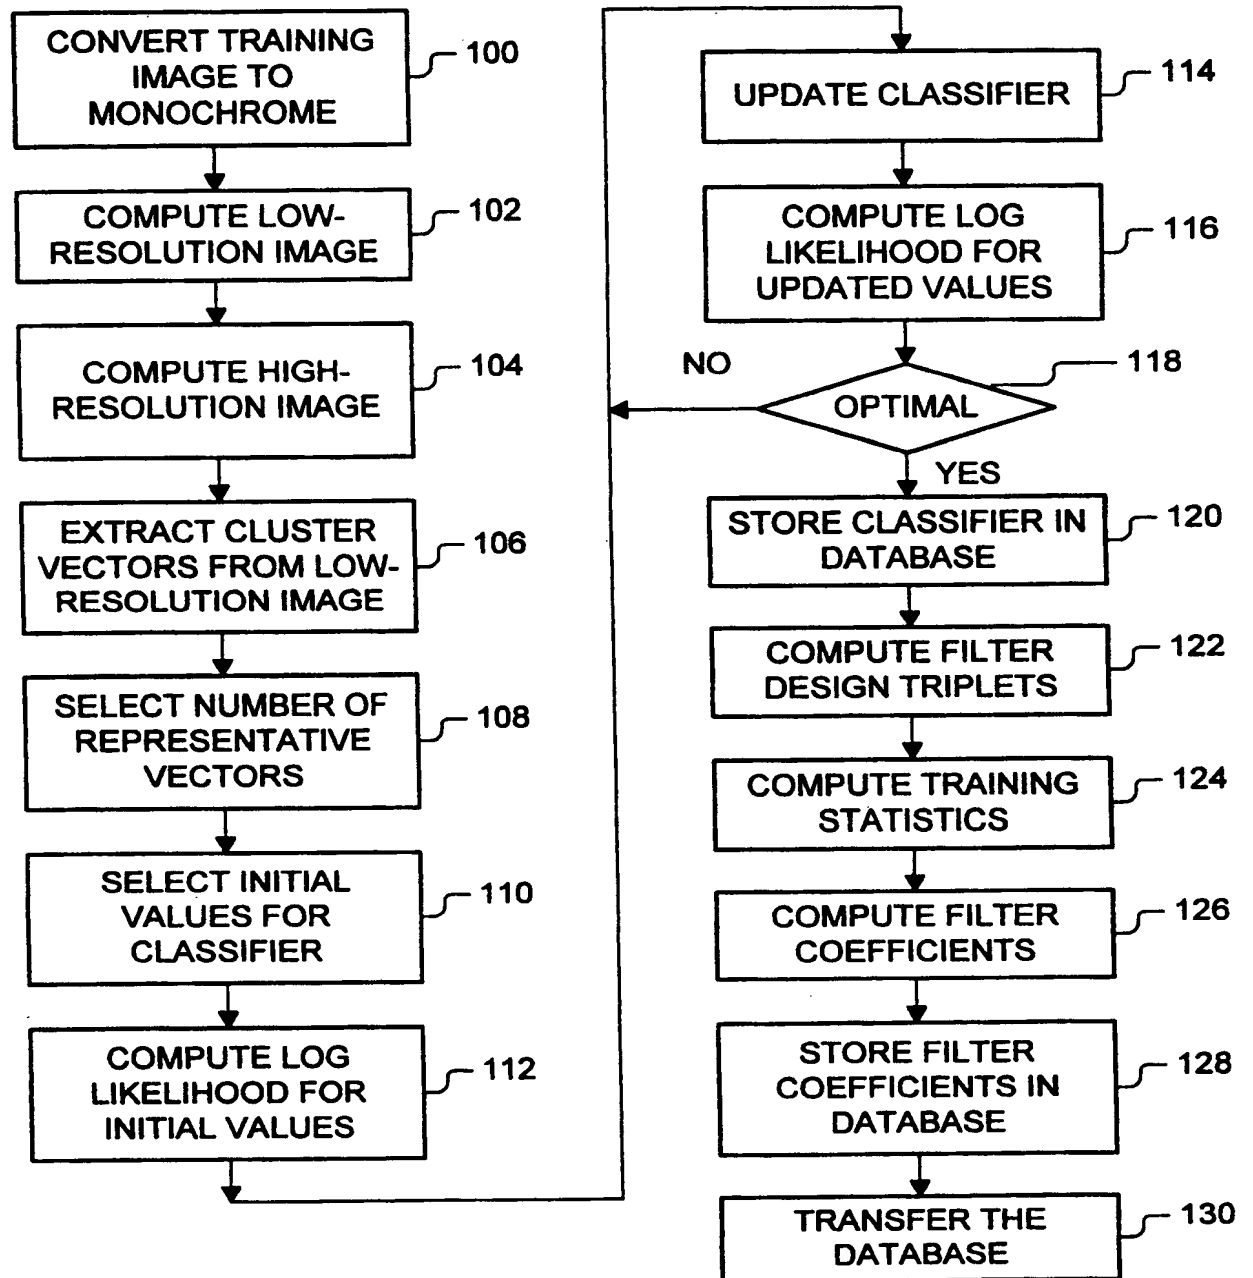 CONVERT TRAINING
IMAGE TO
MONOCHROME
100
COMPUTE LOW-
RESOLUTION IMAGE
102
COMPUTE HIGH-
RESOLUTION IMAGE
104
EXTRACT CLUSTER
VECTORS FROM LOW-
RESOLUTION IMAGE
106
SELECT NUMBER OF
REPRESENTATIVE
VECTORS
108
SELECT INITIAL
VALUES FOR
CLASSIFIER
110
COMPUTE LOG
LIKELIHOOD FOR
INITIAL VALUES
112
UPDATE CLASSIFIER
114
COMPUTE LOG
LIKELIHOOD FOR
UPDATED VALUES
116
NO
OPTIMAL
118
YES
STORE CLASSIFIER IN
DATABASE
120
COMPUTE FILTER
DESIGN TRIPLETS
122
COMPUTE TRAINING
STATISTICS
124
COMPUTE FILTER
COEFFICIENTS
126
STORE FILTER
COEFFICIENTS IN
DATABASE
128
TRANSFER THE
DATABASE
130